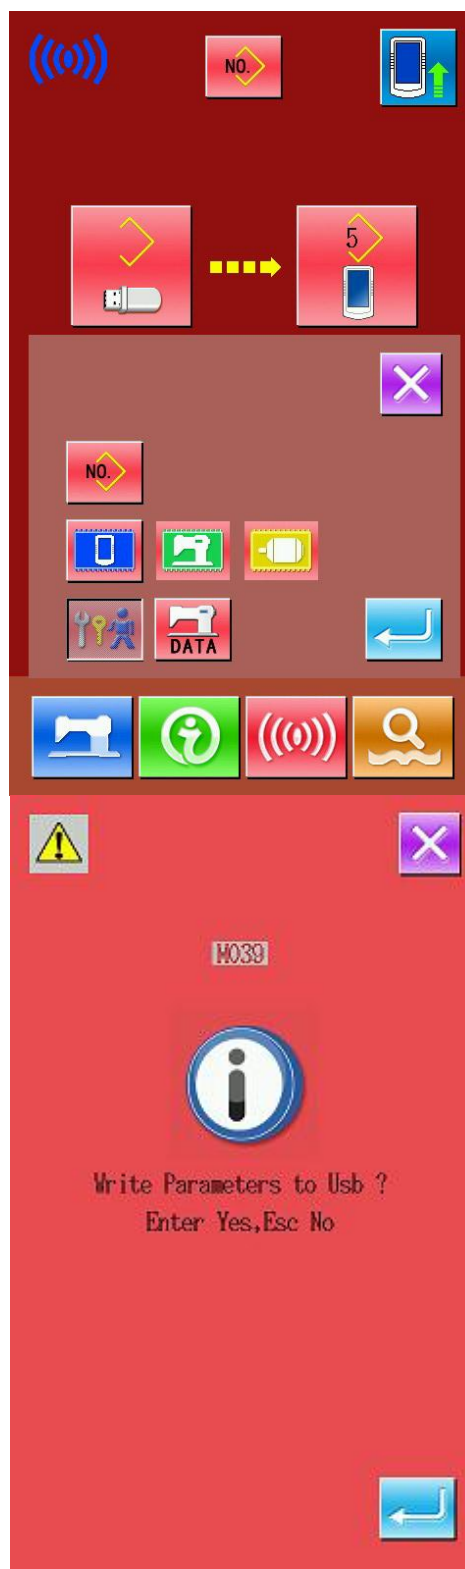 NO.
5
NO.
DATA
M039
Write Parameters to Usb ?
Enter Yes,Esc No